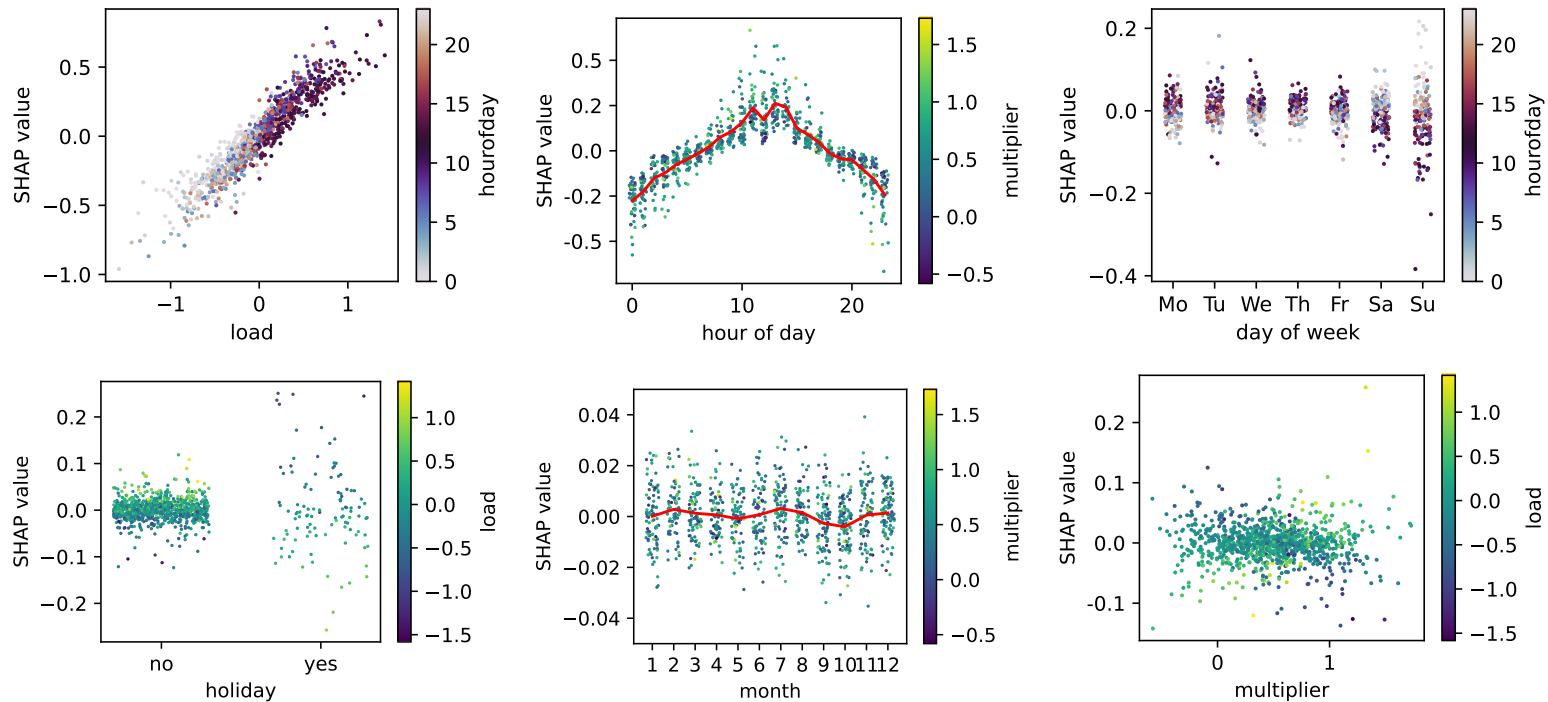 SHAP value
0.5
0.0
−0.5
−1.0
−1 0 1
load
20
15
10
5
0
hourofday
SHAP value
0.5
0.2
0.0
-0.2
-0.5
0 10 20
hour of day
1.5
1.0
0.5
0.0
−0.5
multiplier
SHAP value
0.2
0.0
−0.2
−0.4
Mo Tu We Th Fr Sa Su
day of week
20
15
10
5
0
hourofday
SHAP value
0.2
0.1
0.0
−0.1
−0.2
no yes
holiday
1.0
0.5
0.0
−0.5
−1.0
−1.5
load
SHAP value
0.04
0.02
0.00
−0.02
−0.04
1 2 3 4 5 6 7 8 9 10 11 12
month
1.5
1.0
0.5
0.0
−0.5
multiplier
SHAP value
0.2
0.1
0.0
-0.1
0 1
multiplier
1.0
0.5
0.0
−0.5
−1.0
−1.5
load